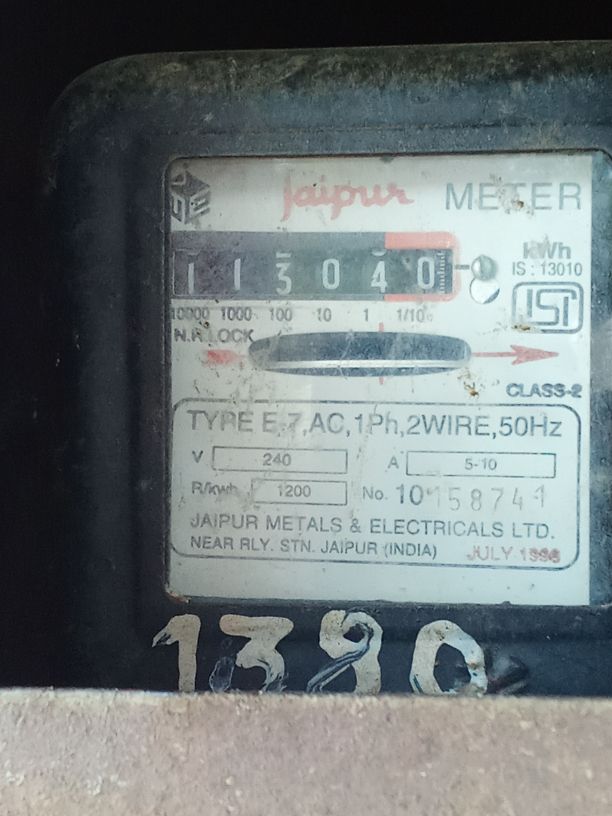 Jaipur METER
1 1 3 0 4 0
kWh
IS : 13010
10000 1000 100 10 1 1/10
ISI
N.R.LOCK
CLASS-2
TYPE E-7,AC,1Ph,2WIRE,50Hz
V 240 A 5-10
R/kwh 1200 No. 10158741
JAIPUR METALS & ELECTRICALS LTD.
NEAR RLY. STN. JAIPUR (INDIA) JULY
1390